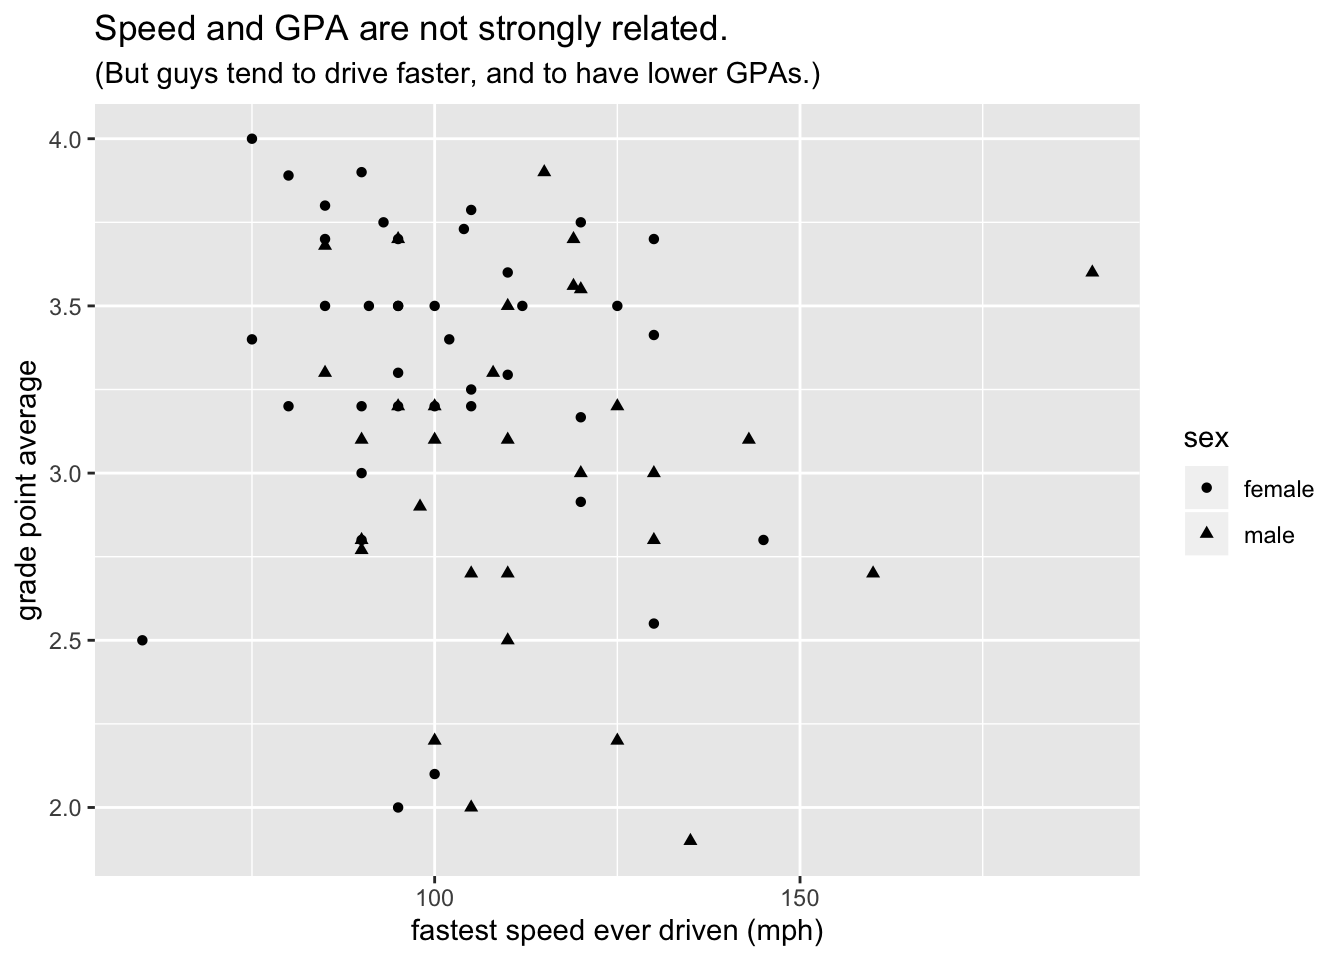 Speed and GPA are not strongly related.
(But guys tend to drive faster, and to have lower GPAs.)
4.0
3.5
3.0
2.5
2.0
grade point average
100
150
fastest speed ever driven (mph)
sex
female
male